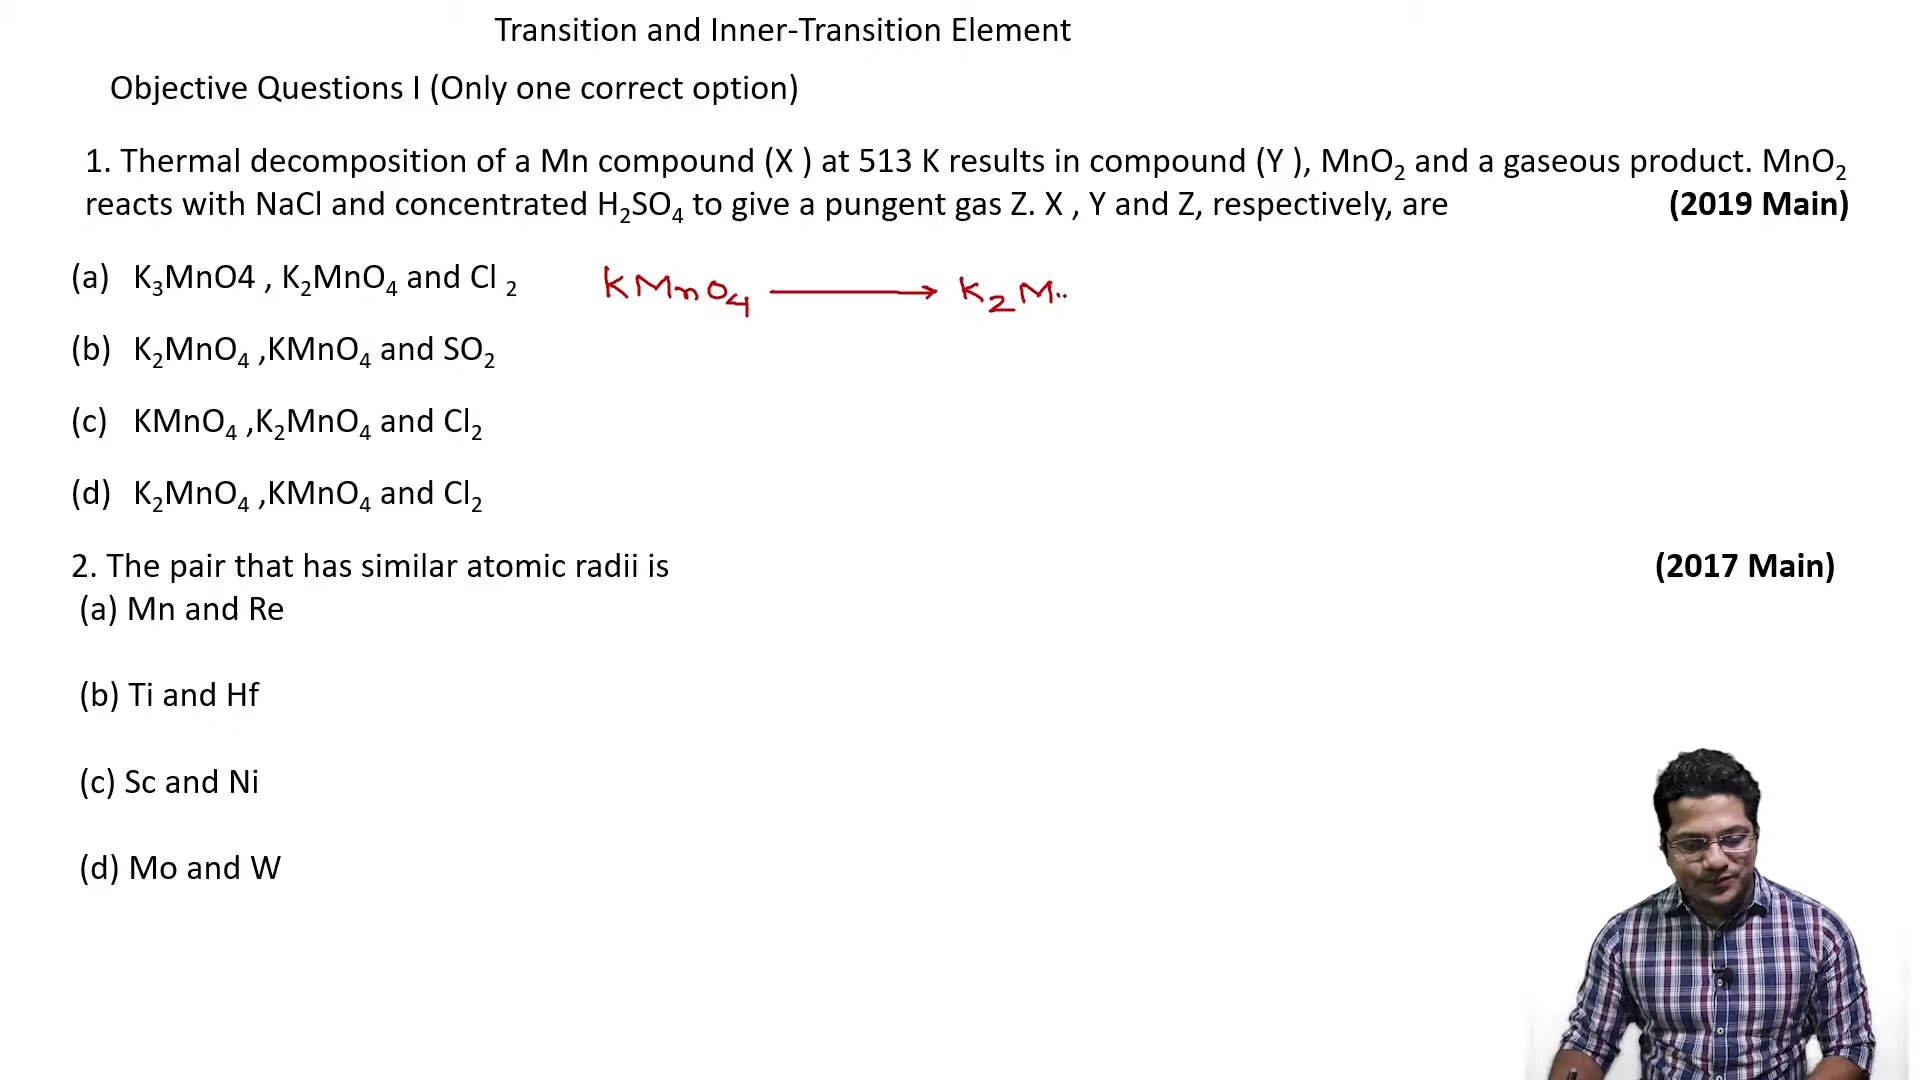 Transition and Inner-Transition Element
Objective Questions I (Only one correct option)
1. Thermal decomposition of a Mn compound (X ) at 513 K results in compound (Y ), MnO₂ and a gaseous product. MnO₂
reacts with NaCl and concentrated H₂SO₄ to give a pungent gas Z. X , Y and Z, respectively, are (2019 Main)
(a) K₃MnO4 , K₂MnO₄ and Cl ₂
KMnO₄ → K₂M
(b) K₂MnO₄ ,KMnO₄ and SO₂
(c) KMnO₄ ,K₂MnO₄ and Cl₂
(d) K₂MnO₄ ,KMnO₄ and Cl₂
2. The pair that has similar atomic radii is (2017 Main)
(a) Mn and Re
(b) Ti and Hf
(c) Sc and Ni
(d) Mo and W